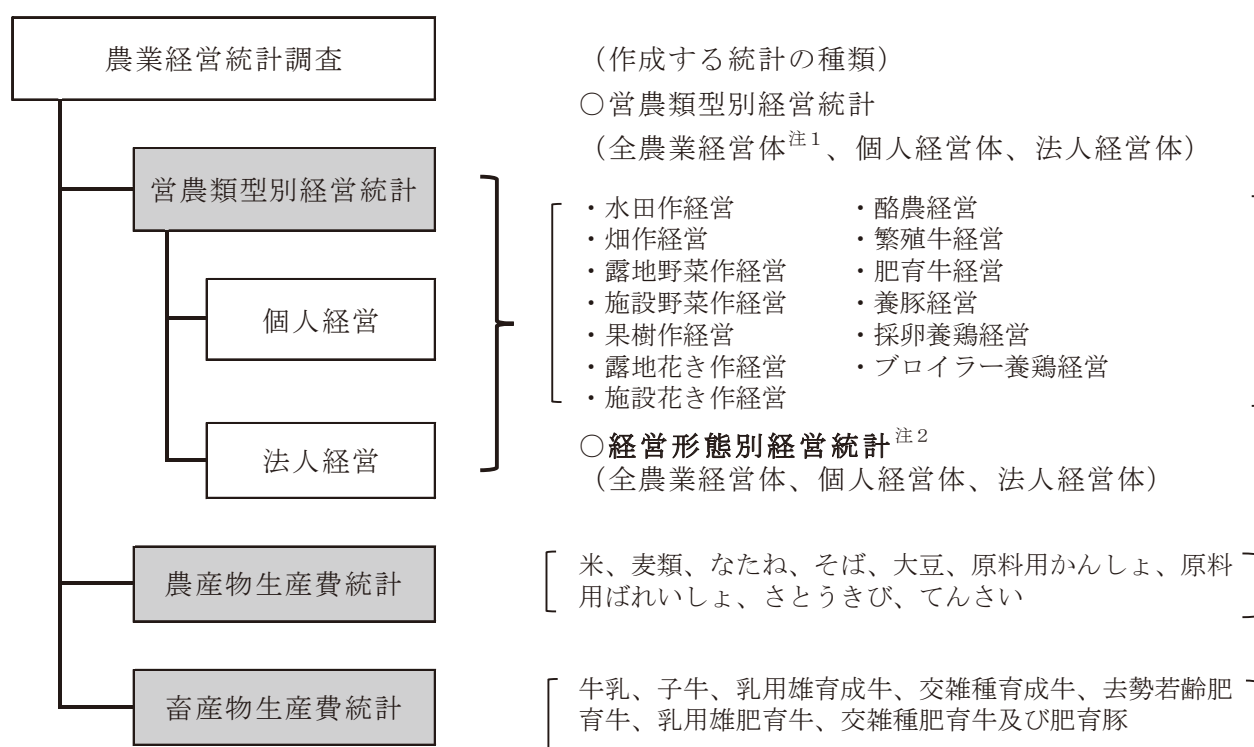 農業経営統計調査
営農類型別経営統計
個人経営
法人経営
農産物生産費統計
畜産物生産費統計
（作成する統計の種類）
○営農類型別経営統計
（全農業経営体注１、個人経営体、法人経営体）
・水田作経営
・畑作経営
・露地野菜作経営
・施設野菜作経営
・果樹作経営
・露地花き作経営
・施設花き作経営
・酪農経営
・繁殖牛経営
・肥育牛経営
・養豚経営
・採卵養鶏経営
・ブロイラー養鶏経営
○経営形態別経営統計注２
（全農業経営体、個人経営体、法人経営体）
米、麦類、なたね、そば、大豆、原料用かんしょ、原料
用ばれいしょ、さとうきび、てんさい
牛乳、子牛、乳用雄育成牛、交雑種育成牛、去勢若齢肥
育牛、乳用雄肥育牛、交雑種肥育牛及び肥育豚